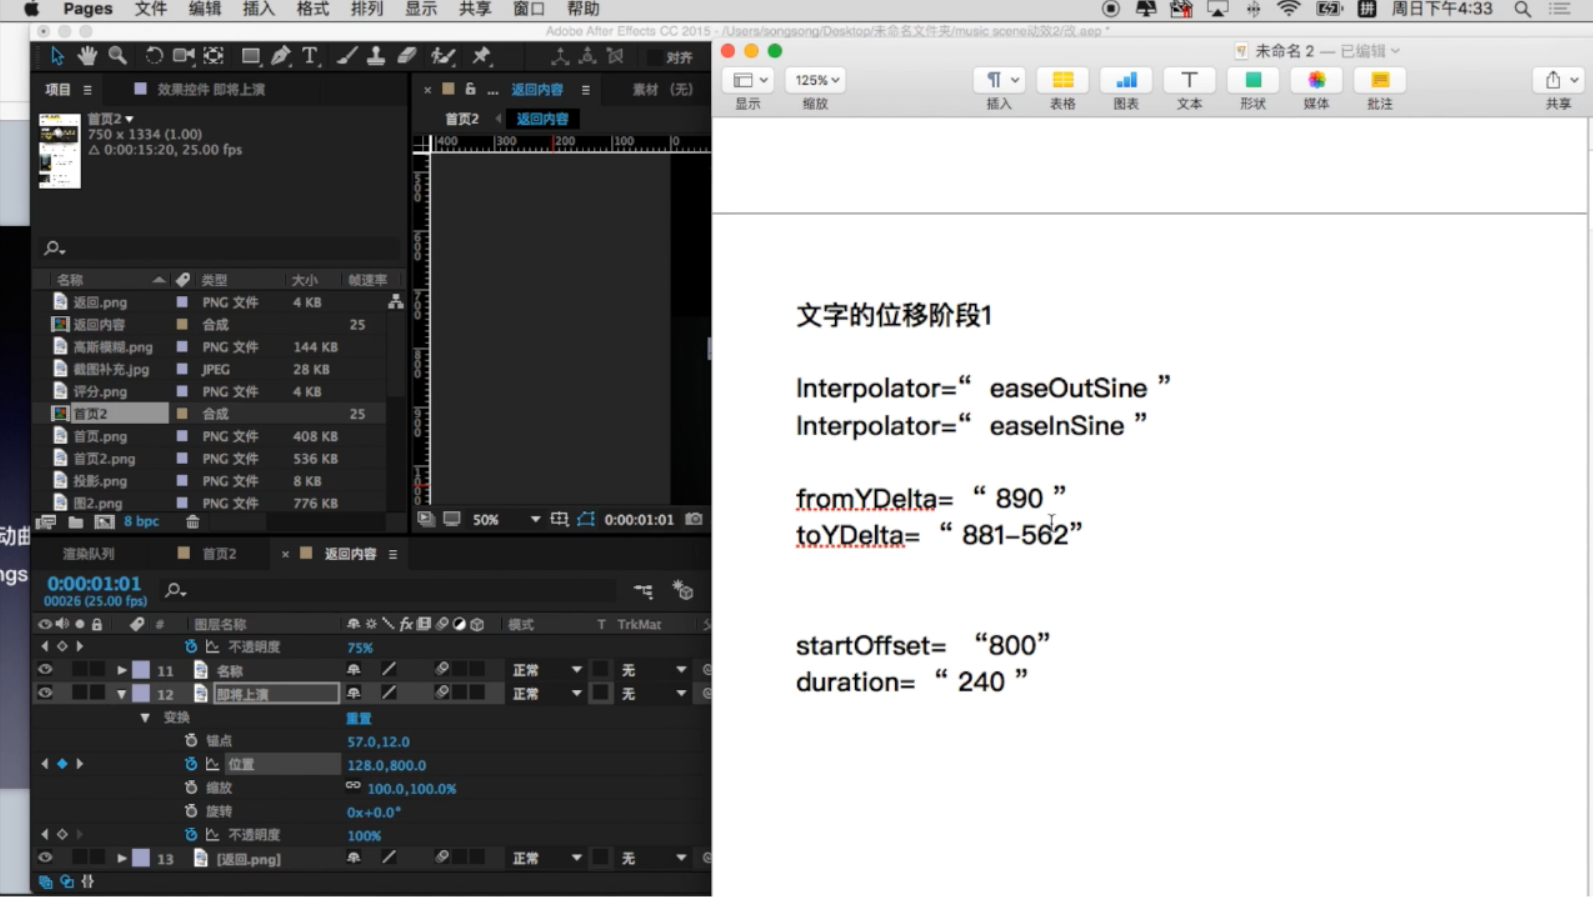 Pages 文件 编辑 插入 格式 排列 显示 共享 窗口 帮助 拼 周日下午4:33
Adobe After Effects CC 2015 - /Users/songsong/Desktop/未命名文件夹/music scene动效2/改.aep *
对齐
项目
效果控件 即将上演
返回内容
素材 (无)
首页2
750 x 1334 (1.00)
Δ 0:00:15:20, 25.00 fps
首页2 返回内容
400 300 200 100 0
名称 类型 大小 帧速率
返回.png PNG 文件 4 KB
返回内容 合成 25
高斯模糊.png PNG 文件 144 KB
截图补充.jpg JPEG 28 KB
评分.png PNG 文件 4 KB
首页2 合成 25
首页.png PNG 文件 408 KB
首页2.png PNG 文件 536 KB
投影.png PNG 文件 8 KB
图2.png PNG 文件 776 KB
8 bpc
50% 0:00:01:01
渲染队列 首页2 × 返回内容
0:00:01:01
00026 (25.00 fps)
# 图层名称 fx 模式 T TrkMat
不透明度 75%
11 名称 正常 无
12 即将上演 正常 无
变换 重置
锚点 57.0,12.0
位置 128.0,800.0
缩放 100.0,100.0%
旋转 0x+0.0°
不透明度 100%
13 [返回.png] 正常 无
动曲
ngs
未命名 2 — 已编辑
125%
显示 缩放 插入 表格 图表 文本 形状 媒体 批注 共享
文字的位移阶段1
Interpolator=“ easeOutSine ”
Interpolator=“ easeInSine ”
fromYDelta= “ 890 ”
toYDelta= “ 881-562”
startOffset= “800”
duration= “ 240 ”